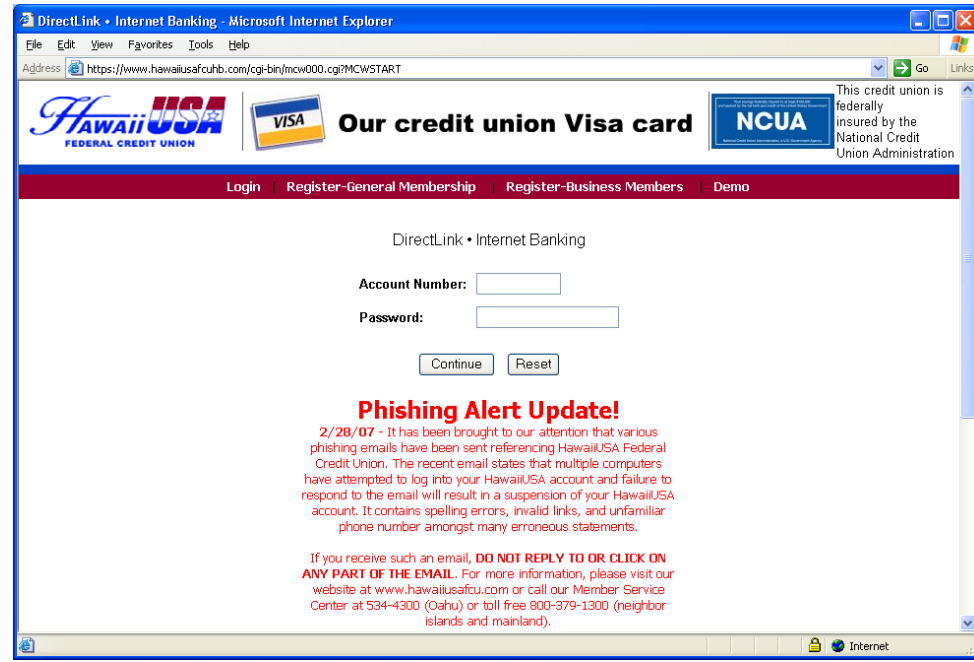 DirectLink • Internet Banking - Microsoft Internet Explorer
File Edit View Favorites Tools Help
Address https://www.hawaiiusafcuhb.com/cgi-bin/mcw000.cgi?MCWSTART Go Links
HAWAII USA
FEDERAL CREDIT UNION
VISA
Our credit union Visa card
NCUA
This credit union is
federally
insured by the
National Credit
Union Administration
Login Register-General Membership Register-Business Members Demo
DirectLink • Internet Banking
Account Number:
Password:
Continue Reset
Phishing Alert Update!
2/28/07 - It has been brought to our attention that various
phishing emails have been sent referencing HawaiiUSA Federal
Credit Union. The recent email states that multiple computers
have attempted to log into your HawaiiUSA account and failure to
respond to the email will result in a suspension of your HawaiiUSA
account. It contains spelling errors, invalid links, and unfamiliar
phone number amongst many erroneous statements.
If you receive such an email, DO NOT REPLY TO OR CLICK ON
ANY PART OF THE EMAIL. For more information, please visit our
website at www.hawaiiusafcu.com or call our Member Service
Center at 534-4300 (Oahu) or toll free 800-379-1300 (neighbor
islands and mainland).
Internet